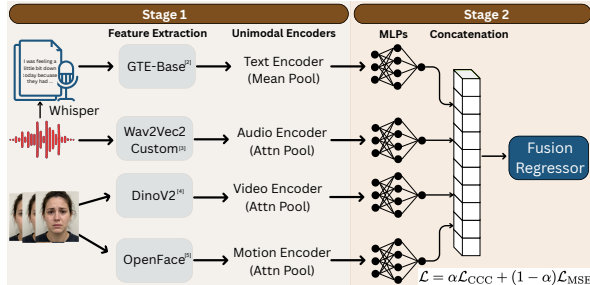 Stage 1
Stage 2
Feature Extraction
Unimodal Encoders
MLPs
Concatenation
I was feeling a
little bit down
today because
they had ...
GTE-Base[2]
Text Encoder
(Mean Pool)
Whisper
Wav2Vec2
Custom[3]
Audio Encoder
(Attn Pool)
Fusion
Regressor
DinoV2[4]
Video Encoder
(Attn Pool)
OpenFace[5]
Motion Encoder
(Attn Pool)
ℒ = αℒCCC + (1 − α)ℒMSE